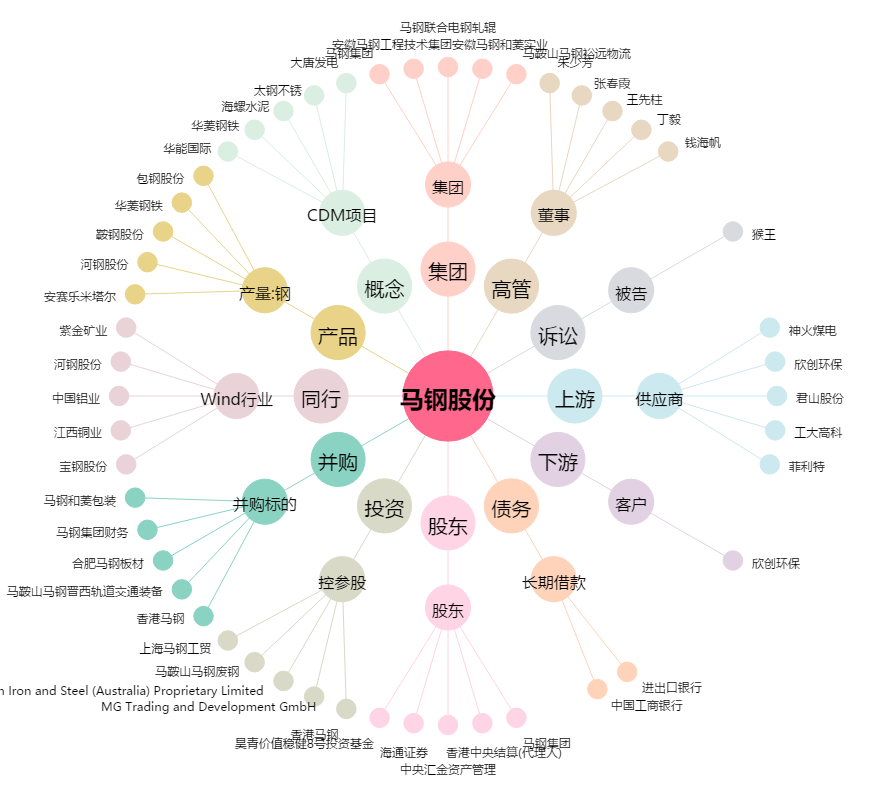 马钢联合电钢轧辊
安徽马钢工程技术集团
安徽马钢和菱实业
马钢集团
马鞍山马钢裕远物流
大唐发电
朱少芳
太钢不锈
张春霞
海螺水泥
王先柱
华菱钢铁
丁毅
华能国际
钱海帆
包钢股份
集团
华菱钢铁
CDM项目
董事
鞍钢股份
猴王
河钢股份
集团
安赛乐米塔尔
产量:钢
概念
高管
被告
紫金矿业
产品
诉讼
神火煤电
河钢股份
欣创环保
中国铝业
Wind行业
同行
马钢股份
上游
供应商
君山股份
江西铜业
工大高科
宝钢股份
并购
下游
菲利特
马钢和菱包装
并购标的
投资
债务
客户
马钢集团财务
股东
合肥马钢板材
欣创环保
马鞍山马钢晋西轨道交通装备
控参股
长期借款
香港马钢
股东
上海马钢工贸
马鞍山马钢废钢
进出口银行
Iron and Steel (Australia) Proprietary Limited
中国工商银行
MG Trading and Development GmbH
香港马钢
昊青价值稳健8号投资基金
马钢集团
海通证券
香港中央结算(代理人)
中央汇金资产管理